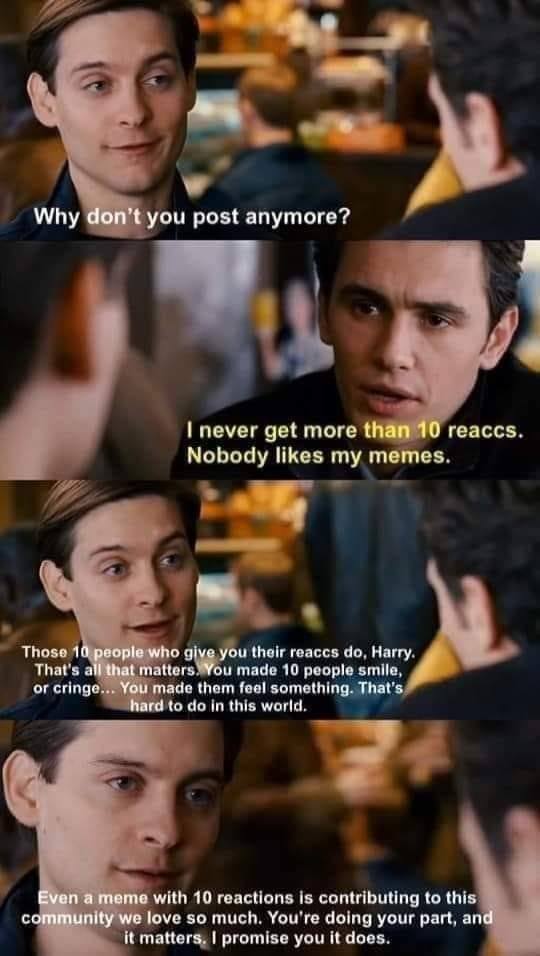 Why don't you post anymore?
I never get more than 10 reaccs.
Nobody likes my memes.
Those 10 people who give you their reaccs do, Harry.
That's all that matters. You made 10 people smile,
or cringe... You made them feel something. That's
hard to do in this world.
Even a meme with 10 reactions is contributing to this
community we love so much. You're doing your part, and
it matters. I promise you it does.